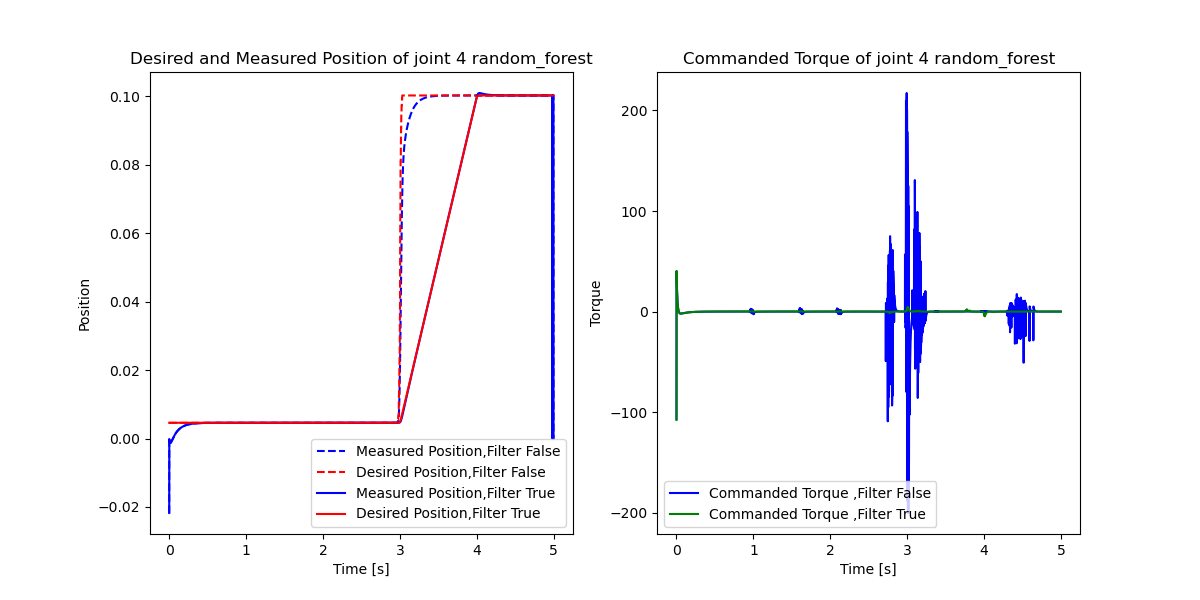 Desired and Measured Position of joint 4 random_forest
Position
0.10
0.08
0.06
0.04
0.02
0.00
−0.02
Measured Position,Filter False
Desired Position,Filter False
Measured Position,Filter True
Desired Position,Filter True
0 1 2 3 4 5
Time [s]
Commanded Torque of joint 4 random_forest
Torque
200
100
0
−100
−200
Commanded Torque ,Filter False
Commanded Torque ,Filter True
0 1 2 3 4 5
Time [s]